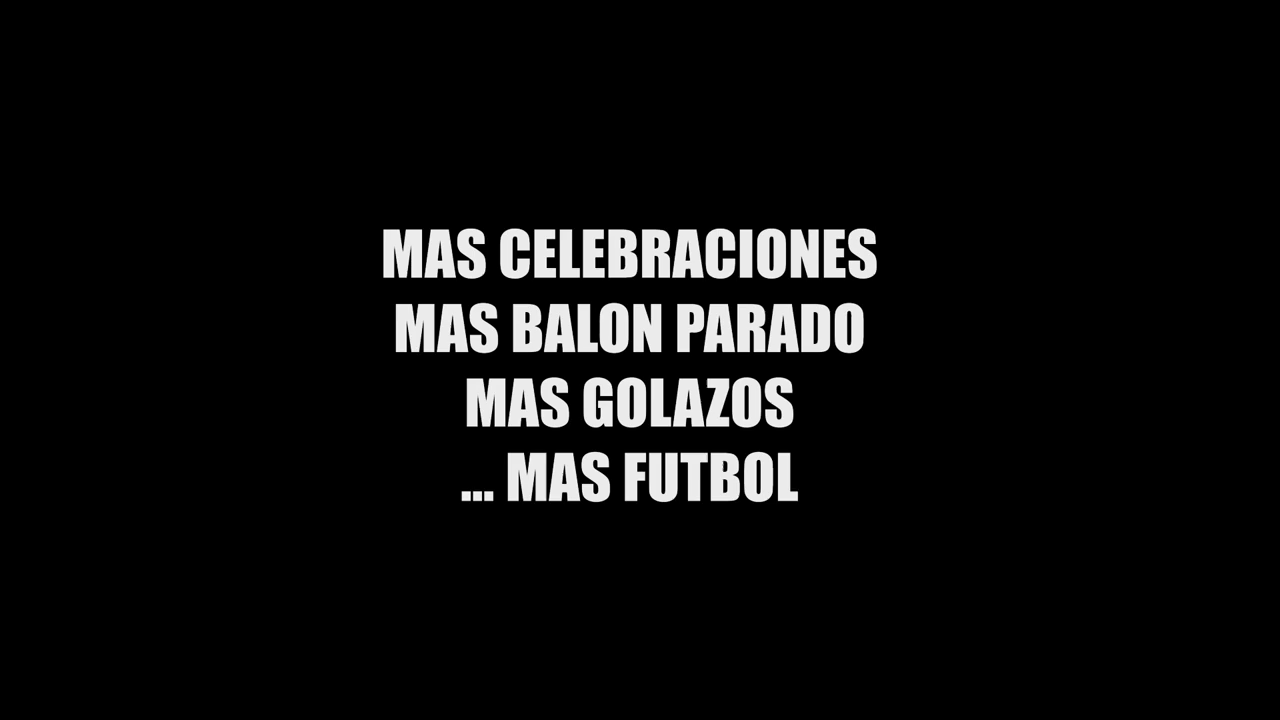 MAS CELEBRACIONES
MAS BALON PARADO
MAS GOLAZOS
... MAS FUTBOL